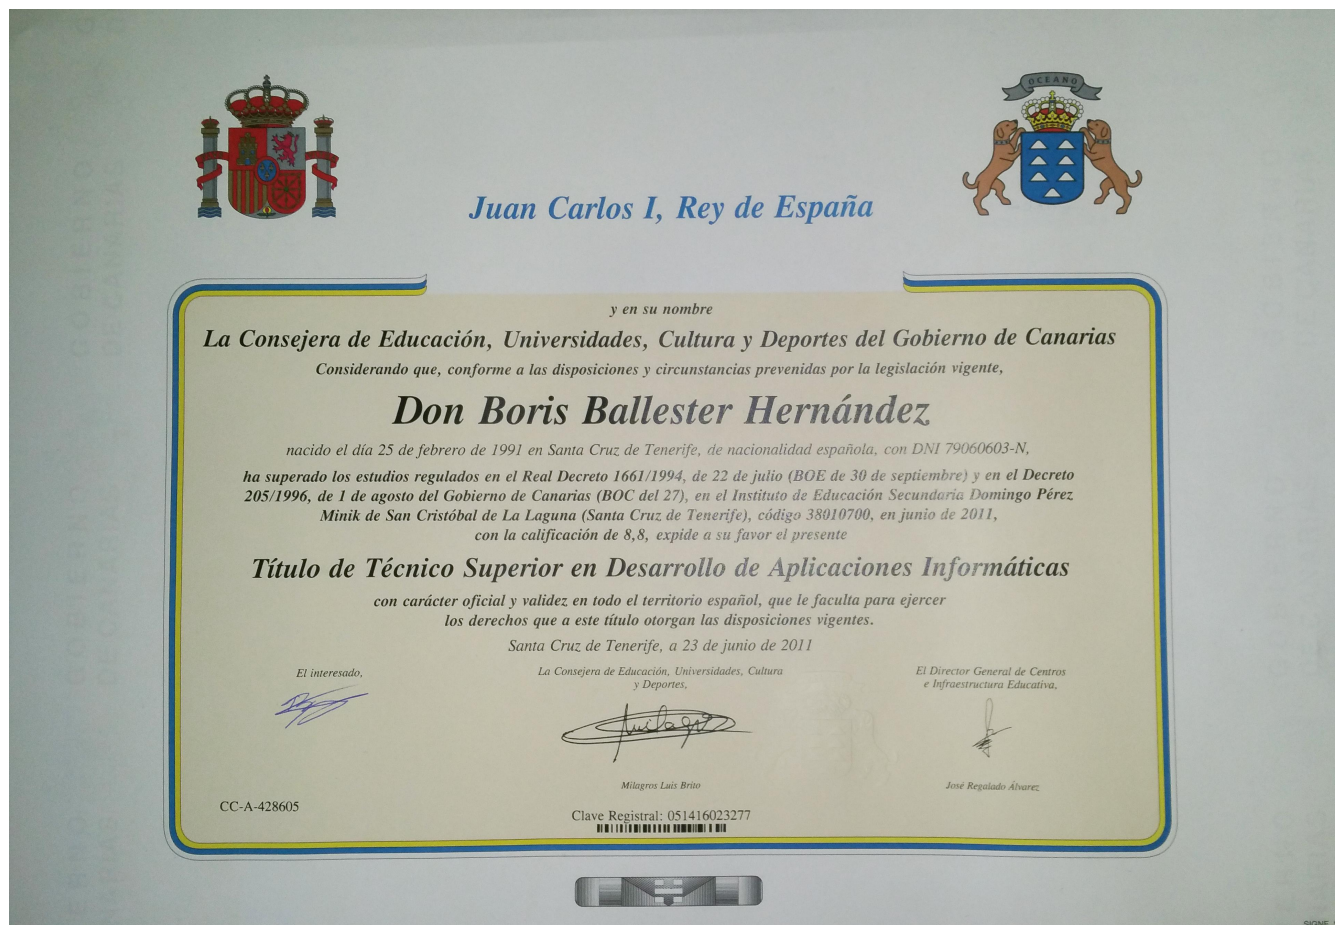 OCEANO
Juan Carlos I, Rey de España
y en su nombre
La Consejera de Educación, Universidades, Cultura y Deportes del Gobierno de Canarias
Considerando que, conforme a las disposiciones y circunstancias prevenidas por la legislación vigente,
Don Boris Ballester Hernández
nacido el día 25 de febrero de 1991 en Santa Cruz de Tenerife, de nacionalidad española, con DNI 79060603-N,
ha superado los estudios regulados en el Real Decreto 1661/1994, de 22 de julio (BOE de 30 de septiembre) y en el Decreto
205/1996, de 1 de agosto del Gobierno de Canarias (BOC del 27), en el Instituto de Educación Secundaria Domingo Pérez
Minik de San Cristóbal de La Laguna (Santa Cruz de Tenerife), código 38010700, en junio de 2011,
con la calificación de 8,8, expide a su favor el presente
Título de Técnico Superior en Desarrollo de Aplicaciones Informáticas
con carácter oficial y validez en todo el territorio español, que le faculta para ejercer
los derechos que a este título otorgan las disposiciones vigentes.
Santa Cruz de Tenerife, a 23 de junio de 2011
El interesado,
La Consejera de Educación, Universidades, Cultura
y Deportes,
El Director General de Centros
e Infraestructura Educativa,
Milagros Luis Brito
José Regalado Álvarez
CC-A-428605
Clave Registral: 051416023277